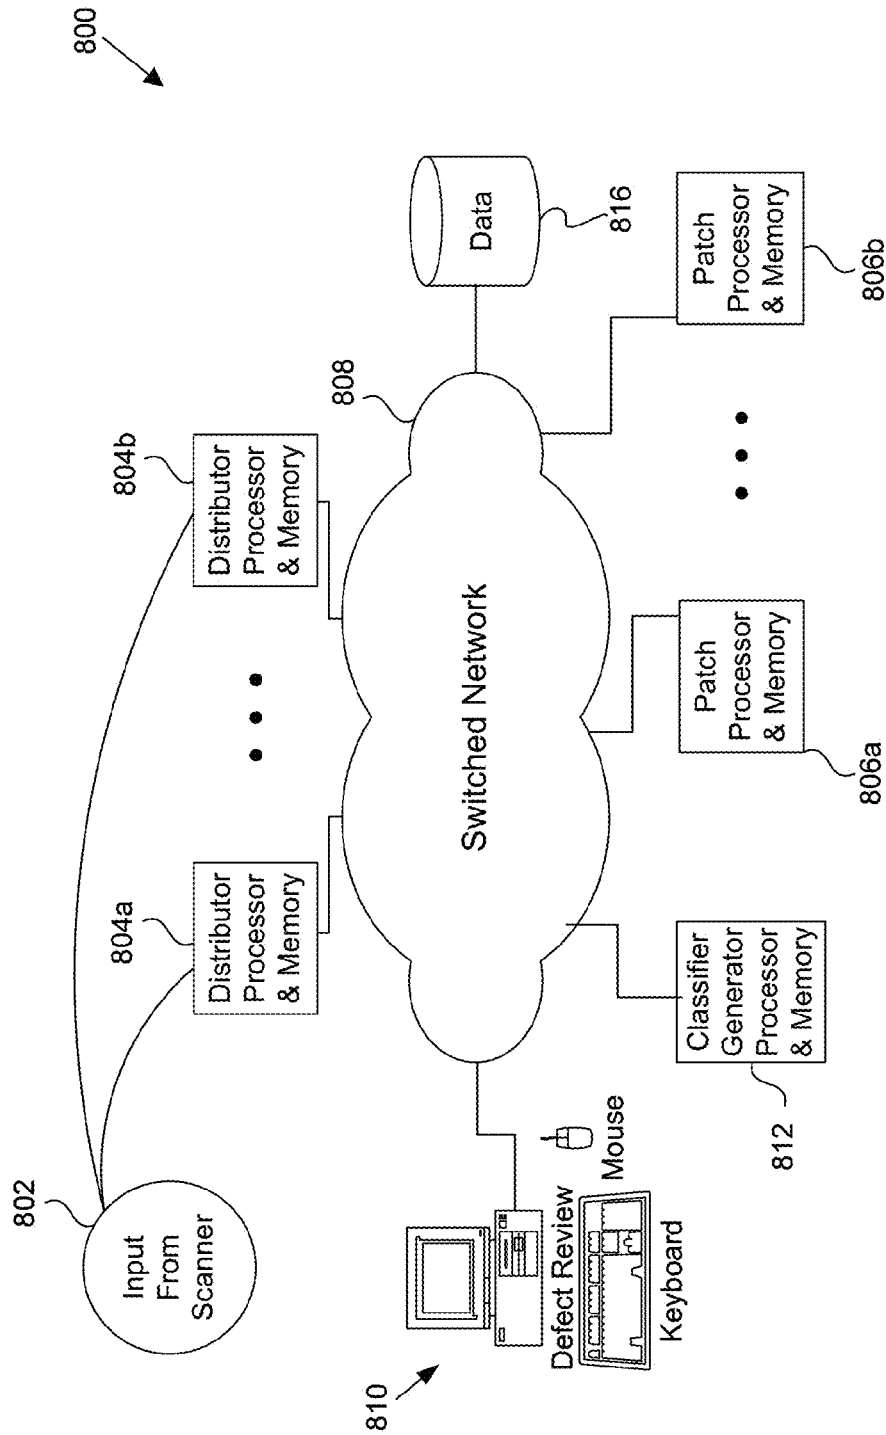 800
802
Input
From
Scanner
804a
Distributor
Processor
& Memory
804b
Distributor
Processor
& Memory
808
Switched Network
Data
816
810
Defect Review
Mouse
Keyboard
812
Classifier
Generator
Processor
& Memory
806a
Patch
Processor
& Memory
806b
Patch
Processor
& Memory